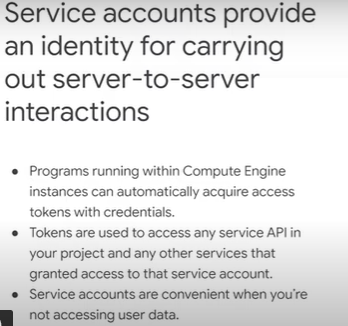 Service accounts provide
an identity for carrying
out server-to-server
interactions
• Programs running within Compute Engine
instances can automatically acquire access
tokens with credentials.
• Tokens are used to access any service API in
your project and any other services that
granted access to that service account.
• Service accounts are convenient when you're
not accessing user data.